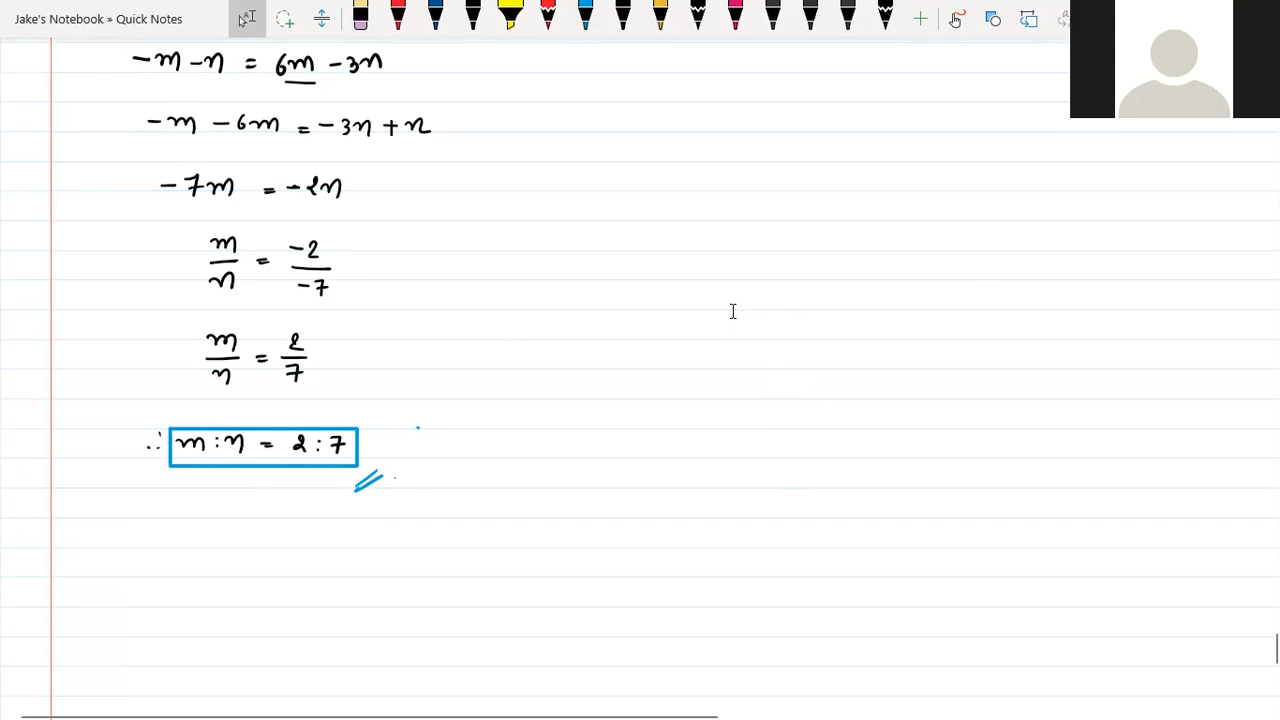 Jake's Notebook » Quick Notes
-m -n = 6m -3n
-m -6m = -3n +n
-7m = -2n
m/n = -2/-7
m/n = 2/7
∴ m : n = 2 : 7